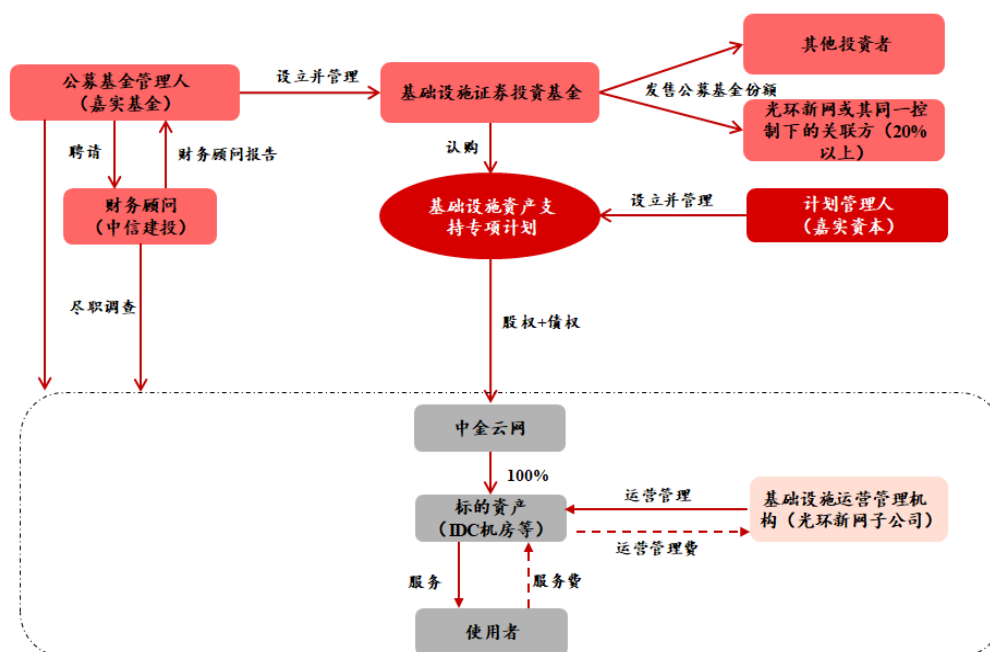 其他投资者
公募基金管理人
（嘉实基金）
设立并管理
基础设施证券投资基金
发售公募基金份额
光环新网或其同一控
制下的关联方（20%
以上）
聘请
财务顾问报告
认购
财务顾问
（中信建投）
基础设施资产支
持专项计划
设立并管理
计划管理人
（嘉实资本）
尽职调查
股权+债权
中金云网
100%
标的资产
（IDC机房等）
运营管理
基础设施运营管理机
构（光环新网子公司）
运营管理费
服务
服务费
使用者